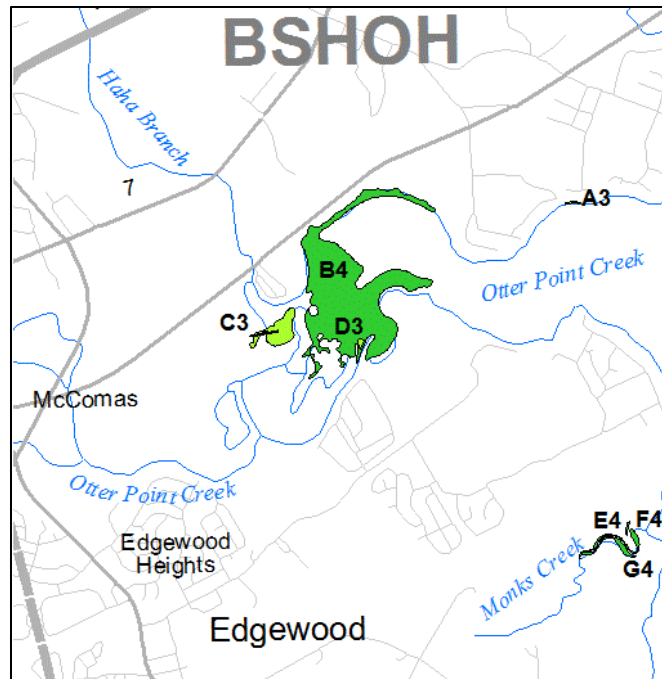 BSHOH
Haha Branch
7
A3
B4
Otter Point Creek
C3
D3
McComas
Otter Point Creek
E4
F4
Edgewood
Heights
G4
Monks Creek
Edgewood